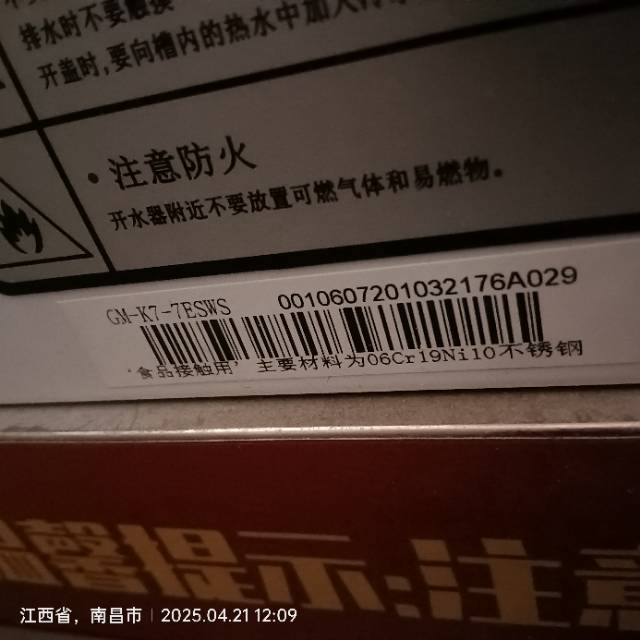 排水时不要触摸
开盖时,要向槽内的热水中加入冷水
·注意防火
开水器附近不要放置可燃气体和易燃物。
GM-K7-7ESWS 0010607201032176A029
"食品接触用" 主要材料为06Cr19Ni10不锈钢
温馨提示:注意
江西省，南昌市 | 2025.04.21 12:09